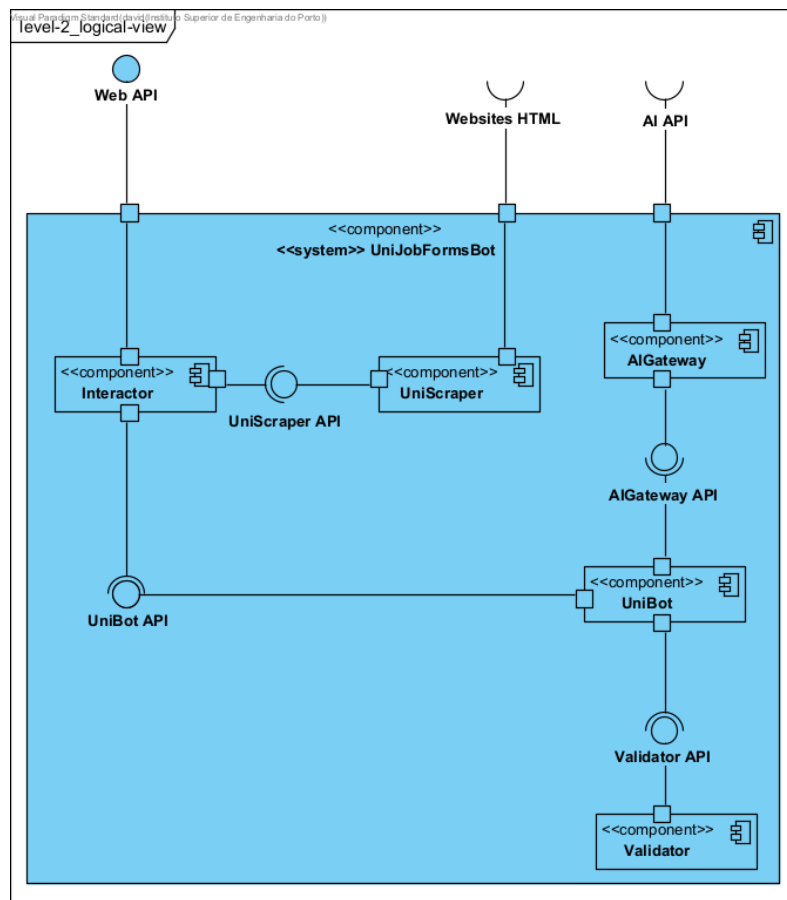 Visual Paradigm Standard(david(Instituto Superior de Engenharia do Porto))
level-2_logical-view
Web API
Websites HTML
AI API
<<component>>
<<system>> UniJobFormsBot
<<component>>
AIGateway
<<component>>
Interactor
<<component>>
UniScraper
UniScraper API
AIGateway API
<<component>>
UniBot
UniBot API
Validator API
<<component>>
Validator